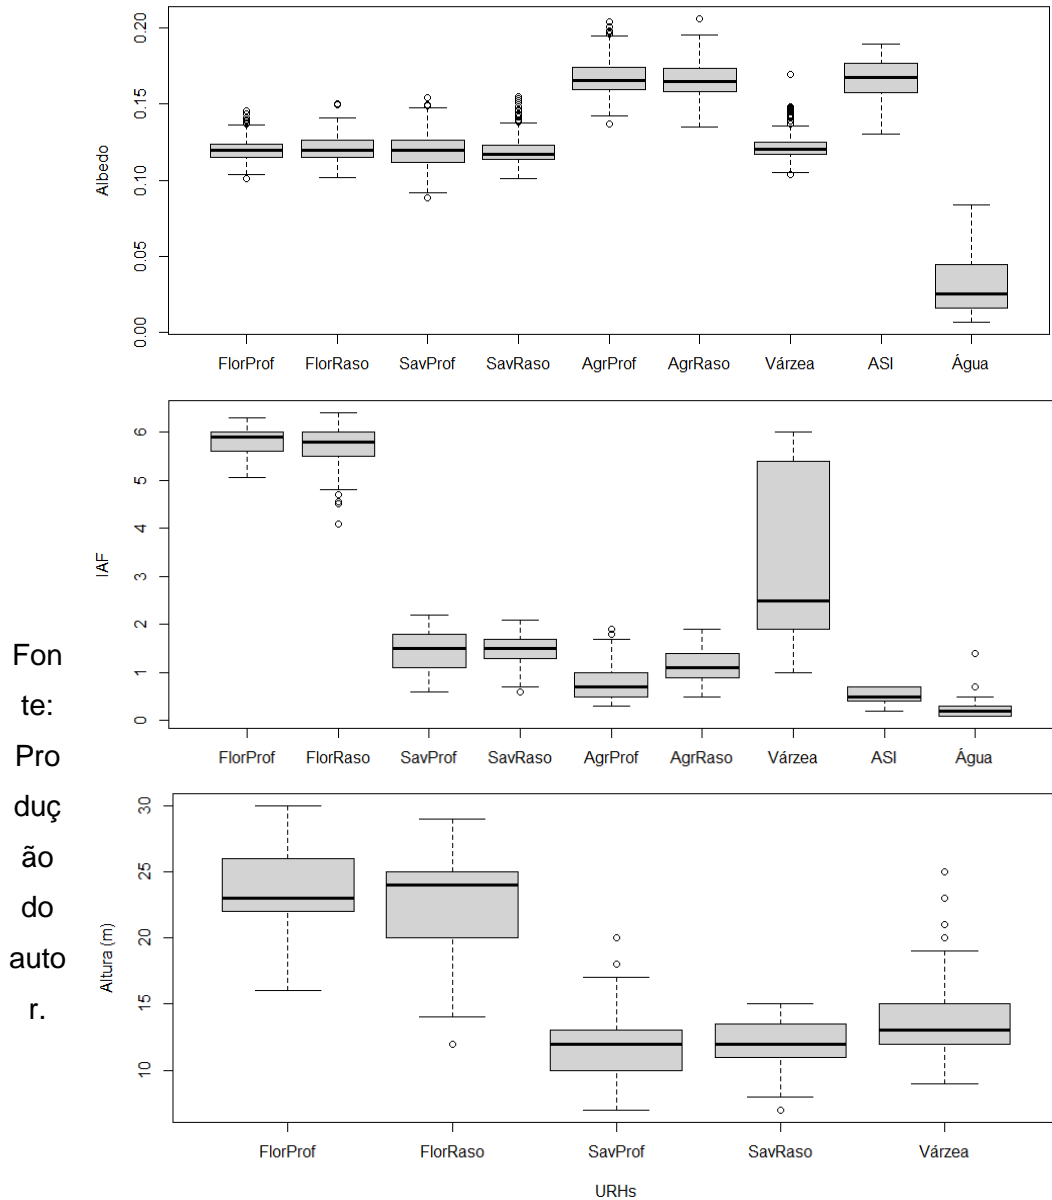 Albedo
0.20
0.15
0.10
0.05
0.00
FlorProf FlorRaso SavProf SavRaso AgrProf AgrRaso Várzea ASI Água
IAF
6
5
4
3
2
1
0
FlorProf FlorRaso SavProf SavRaso AgrProf AgrRaso Várzea ASI Água
Altura (m)
30
25
20
15
10
FlorProf FlorRaso SavProf SavRaso Várzea
URHs
Fon
te:
Pro
duç
ão
do
auto
r.